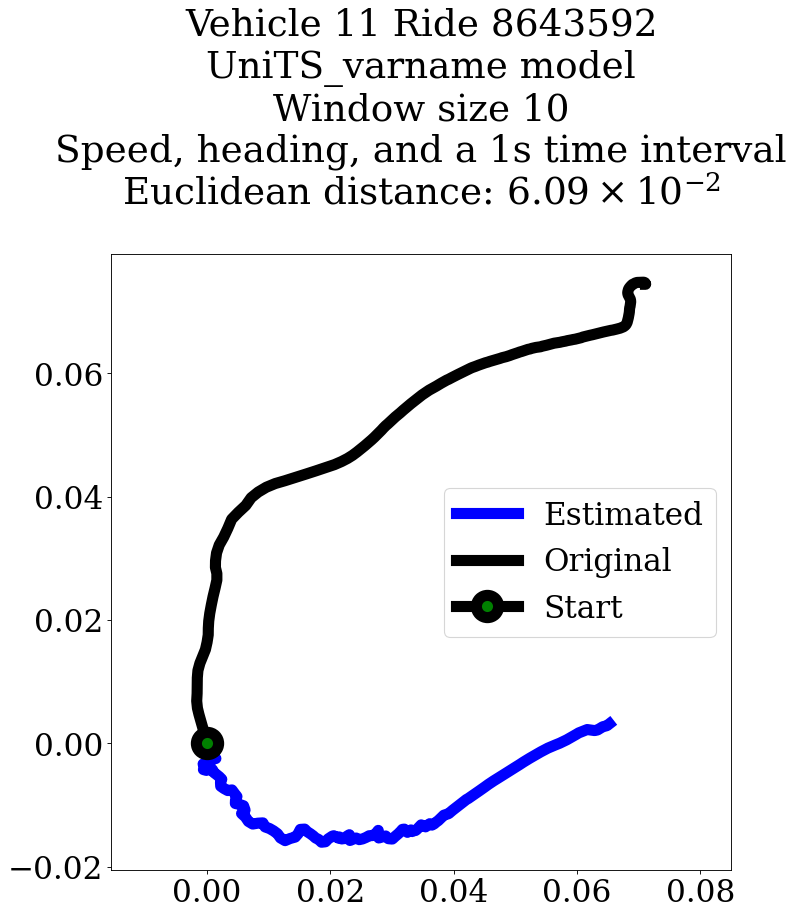 Vehicle 11 Ride 8643592
UniTS_varname model
Window size 10
Speed, heading, and a 1s time interval
Euclidean distance: 6.09 × 10⁻²
0.06
0.04
0.02
0.00
−0.02
Estimated
Original
Start
0.00 0.02 0.04 0.06 0.08